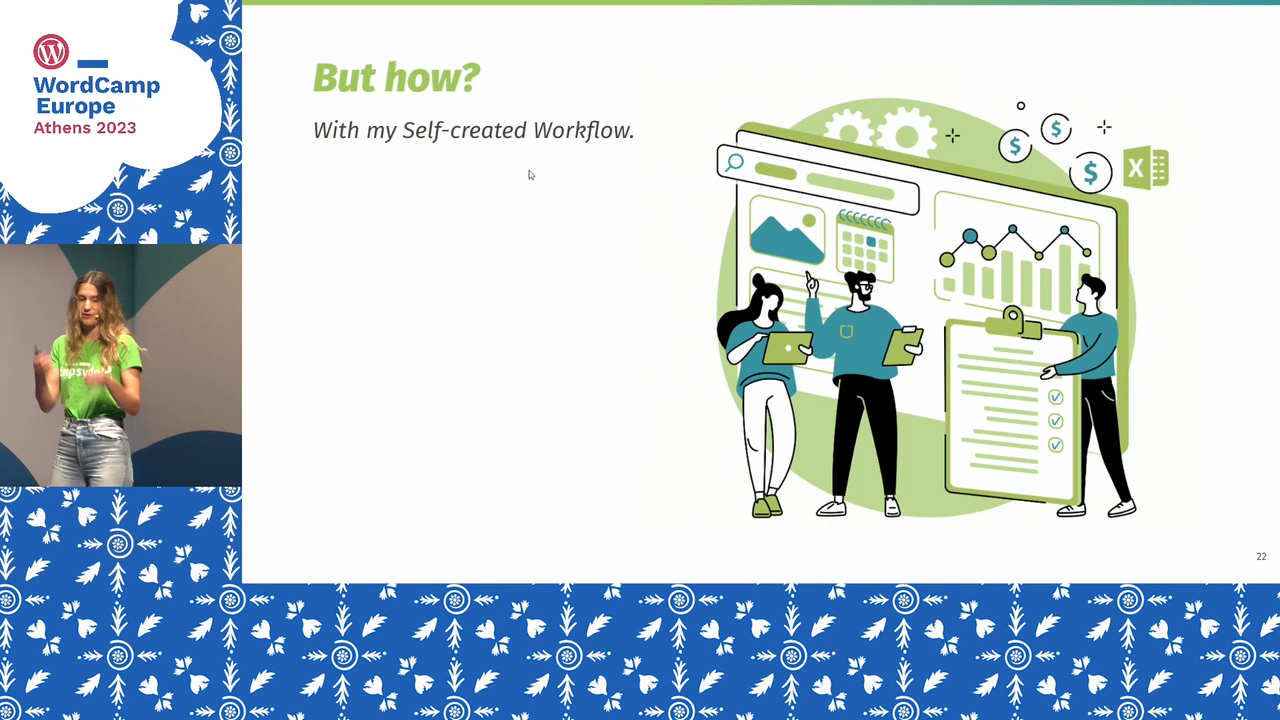 WordCamp
Europe
Athens 2023
But how?
With my Self-created Workflow.
$
$
$
X
22